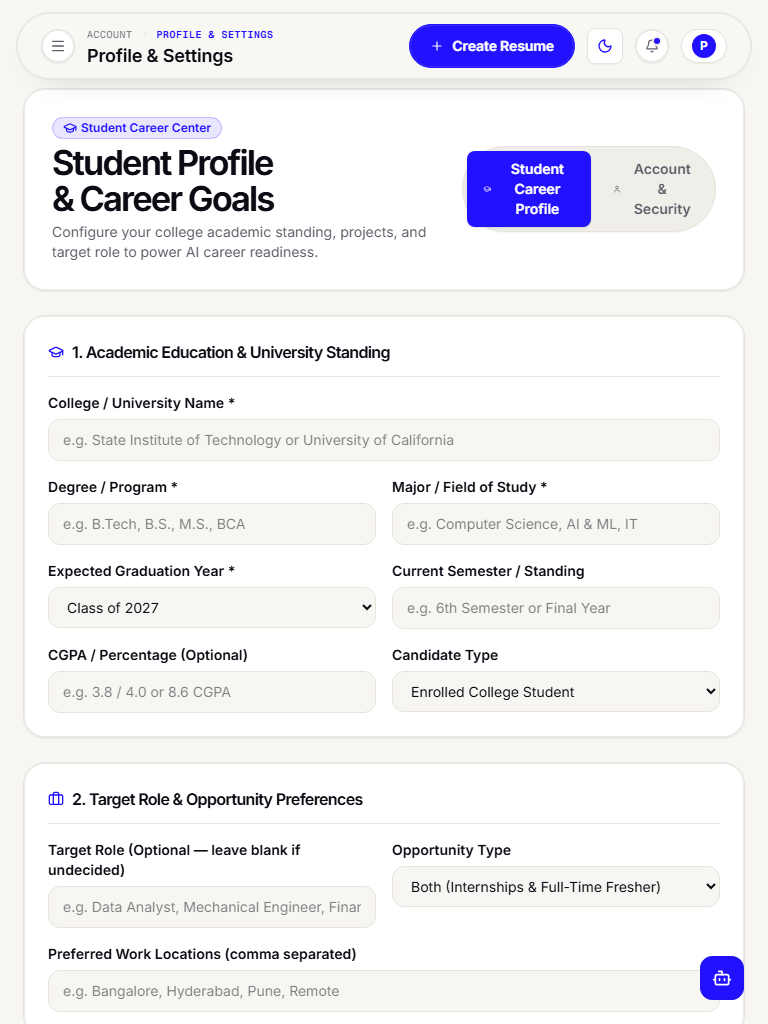 ACCOUNT > PROFILE & SETTINGS
Profile & Settings
+ Create Resume
P
Student Career Center
Student Profile
& Career Goals
Configure your college academic standing, projects, and
target role to power AI career readiness.
Student
Career
Profile
Account
&
Security
1. Academic Education & University Standing
College / University Name *
e.g. State Institute of Technology or University of California
Degree / Program *
e.g. B.Tech, B.S., M.S., BCA
Major / Field of Study *
e.g. Computer Science, AI & ML, IT
Expected Graduation Year *
Class of 2027
Current Semester / Standing
e.g. 6th Semester or Final Year
CGPA / Percentage (Optional)
e.g. 3.8 / 4.0 or 8.6 CGPA
Candidate Type
Enrolled College Student
2. Target Role & Opportunity Preferences
Target Role (Optional — leave blank if
undecided)
e.g. Data Analyst, Mechanical Engineer, Finar
Opportunity Type
Both (Internships & Full-Time Fresher)
Preferred Work Locations (comma separated)
e.g. Bangalore, Hyderabad, Pune, Remote